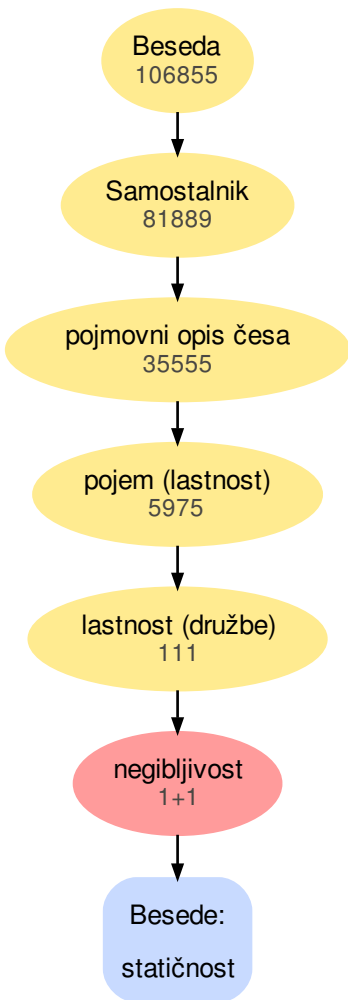 Beseda
106855
Samostalnik
81889
pojmovni opis česa
35555
pojem (lastnost)
5975
lastnost (družbe)
111
negibljivost
1+1
Besede:
statičnost